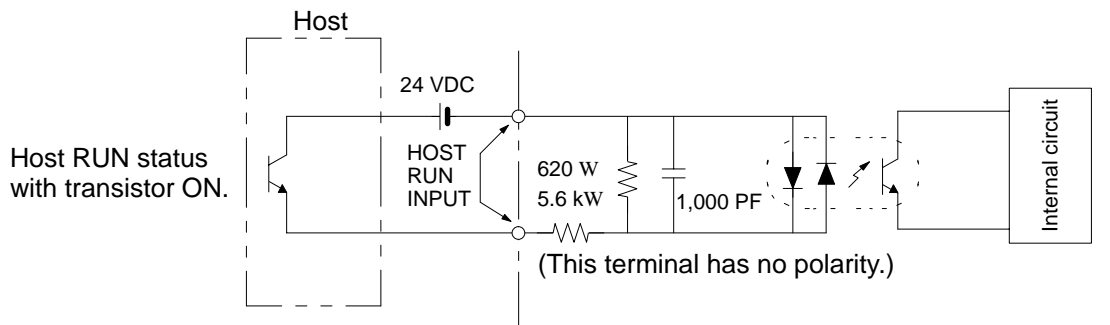 Host
24 VDC
Host RUN status
with transistor ON.
HOST
RUN
INPUT
620 W
5.6 kW
1,000 PF
(This terminal has no polarity.)
Internal circuit